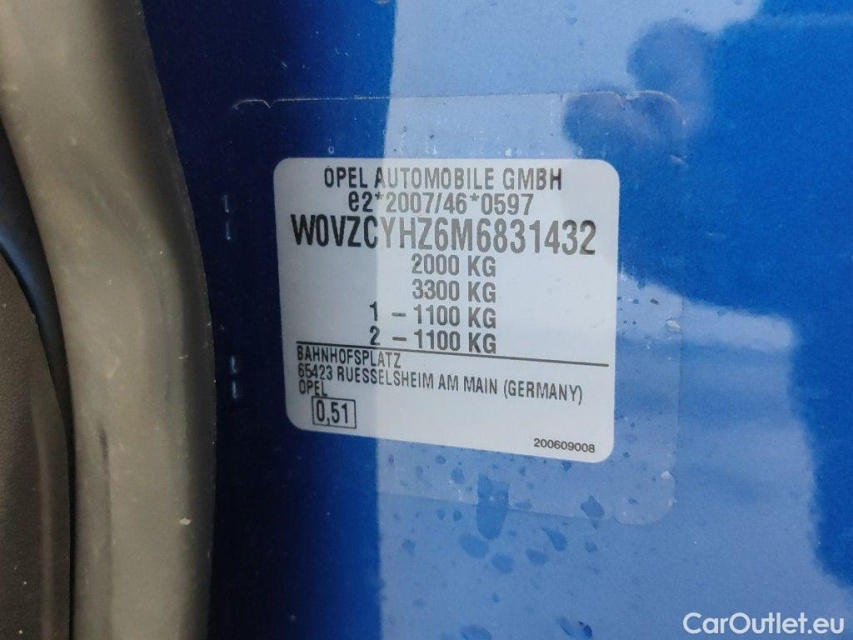 OPEL AUTOMOBILE GMBH
e2*2007/46*0597
W0VZCYHZ6M6831432
2000 KG
3300 KG
1 - 1100 KG
2 - 1100 KG
BAHNHOFSPLATZ
65423 RUESSELSHEIM AM MAIN (GERMANY)
OPEL
0,51
200609008
CarOutlet.eu